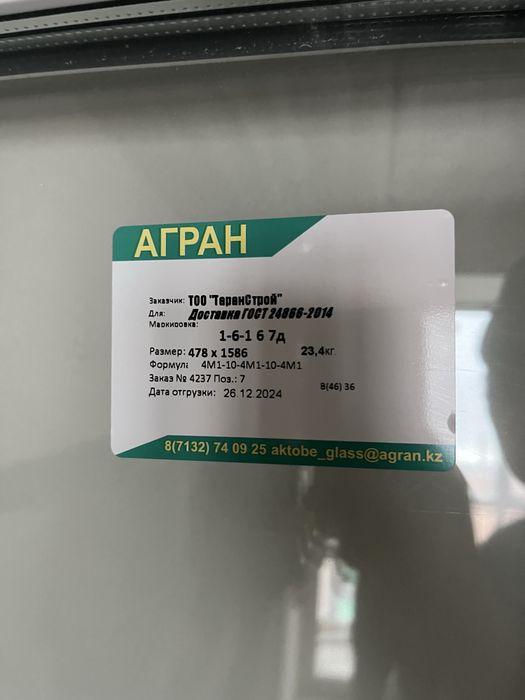 АГРАН
Заказчик: ТОО "ТеранСтрой"
Для: Доставка ГОСТ 24866-2014
Маркировка:
1-6-1 6 7д
Размер: 478 x 1586 23,4кг
Формула 4М1-10-4М1-10-4М1
Заказ № 4237 Поз.: 7 В(46) 36
Дата отгрузки: 26.12.2024
8(7132) 74 09 25 aktobe_glass@agran.kz